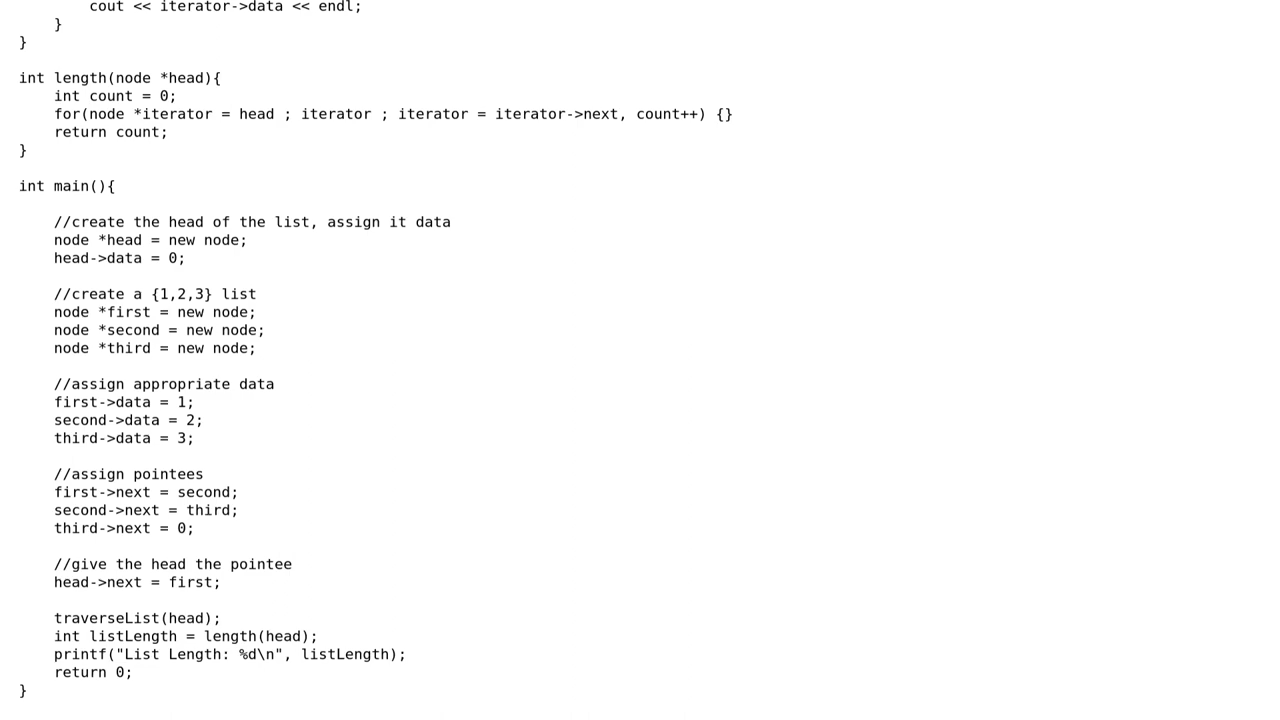 cout << iterator->data << endl;
    }
}

int length(node *head){
    int count = 0;
    for(node *iterator = head ; iterator ; iterator = iterator->next, count++) {}
    return count;
}

int main(){

    //create the head of the list, assign it data
    node *head = new node;
    head->data = 0;

    //create a {1,2,3} list
    node *first = new node;
    node *second = new node;
    node *third = new node;

    //assign appropriate data
    first->data = 1;
    second->data = 2;
    third->data = 3;

    //assign pointees
    first->next = second;
    second->next = third;
    third->next = 0;

    //give the head the pointee
    head->next = first;

    traverseList(head);
    int listLength = length(head);
    printf("List Length: %d\n", listLength);
    return 0;
}